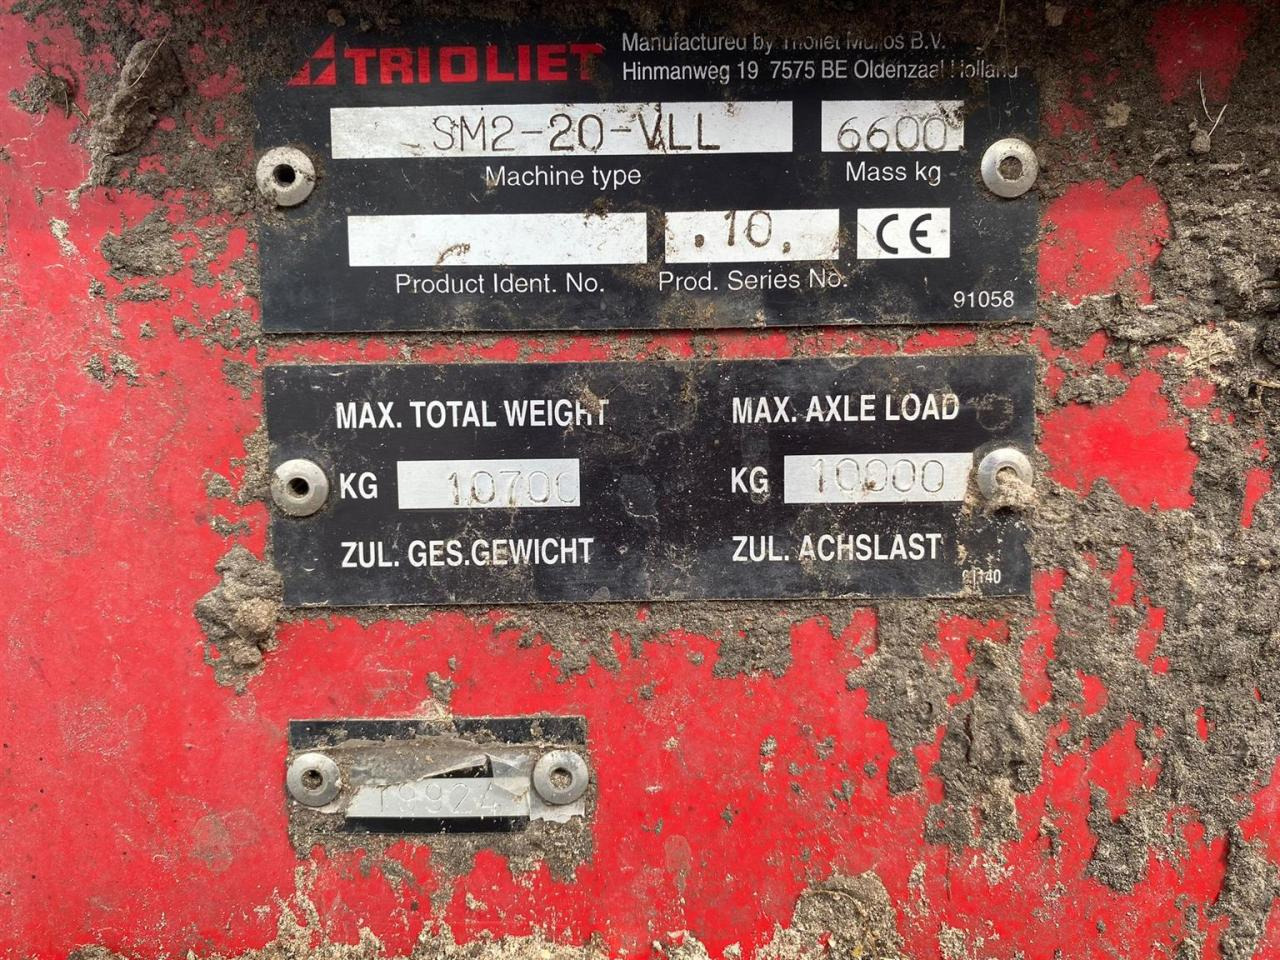 TRIOLIET
Manufactured by Trioliet Mullos B.V.
Hinmanweg 19 7575 BE Oldenzaal Holland
SM2-20-VLL 6600
Machine type Mass kg
.10. CE
Product Ident. No. Prod. Series No.
91058
MAX. TOTAL WEIGHT MAX. AXLE LOAD
KG 10700 KG 10000
ZUL. GES.GEWICHT ZUL. ACHSLAST